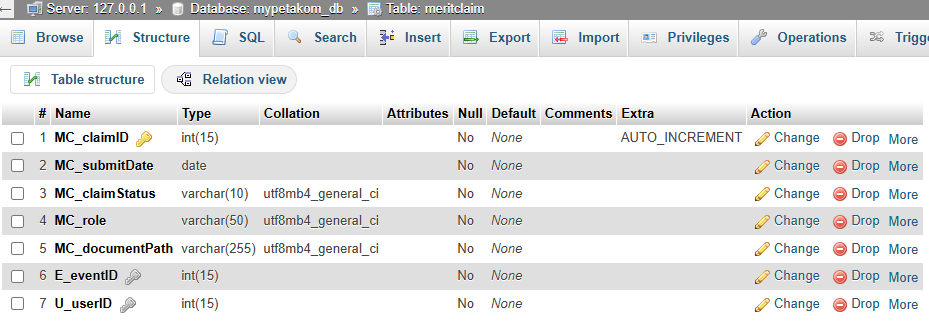 Server: 127.0.0.1 » Database: mypetakom_db » Table: meritclaim
Browse Structure SQL Search Insert Export Import Privileges Operations Trigge
Table structure Relation view
# Name Type Collation Attributes Null Default Comments Extra Action
1 MC_claimID int(15) No None AUTO_INCREMENT Change Drop More
2 MC_submitDate date No None Change Drop More
3 MC_claimStatus varchar(10) utf8mb4_general_ci No None Change Drop More
4 MC_role varchar(50) utf8mb4_general_ci No None Change Drop More
5 MC_documentPath varchar(255) utf8mb4_general_ci No None Change Drop More
6 E_eventID int(15) No None Change Drop More
7 U_userID int(15) No None Change Drop More